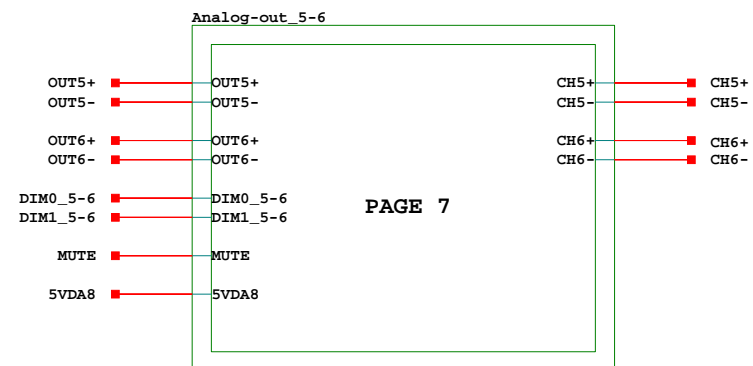 Analog-out_5-6
OUT5+ OUT5+ CH5+ CH5+
OUT5- OUT5- CH5- CH5-
OUT6+ OUT6+ CH6+ CH6+
OUT6- OUT6- CH6- CH6-
DIM0_5-6 DIM0_5-6
PAGE 7
DIM1_5-6 DIM1_5-6
MUTE MUTE
5VDA8 5VDA8